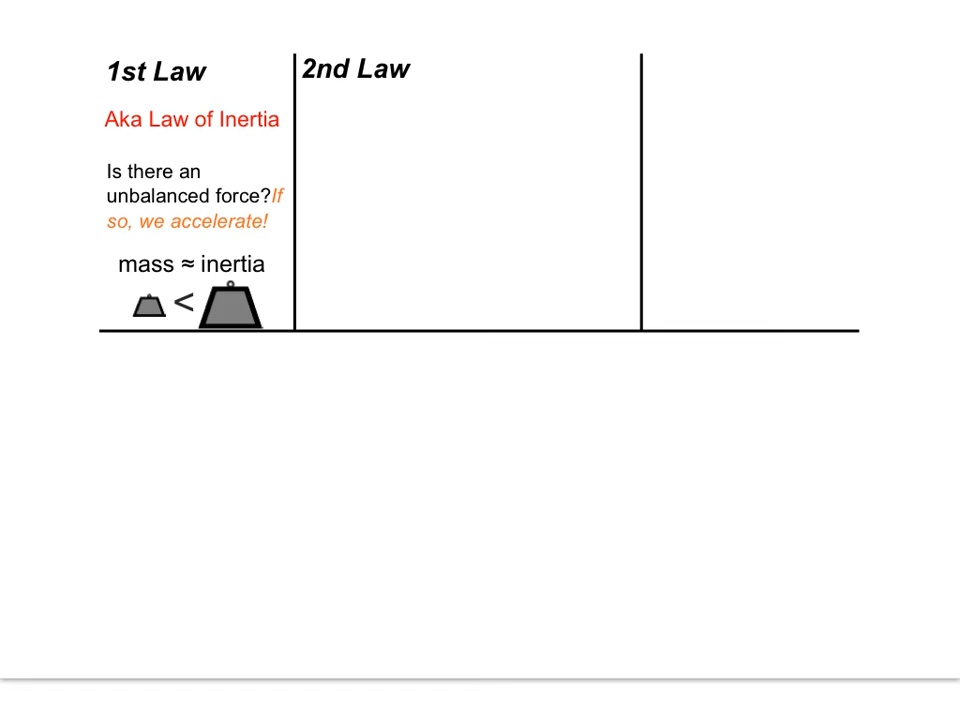 1st Law
Aka Law of Inertia
Is there an
unbalanced force?If
so, we accelerate!
mass ≈ inertia
<
2nd Law